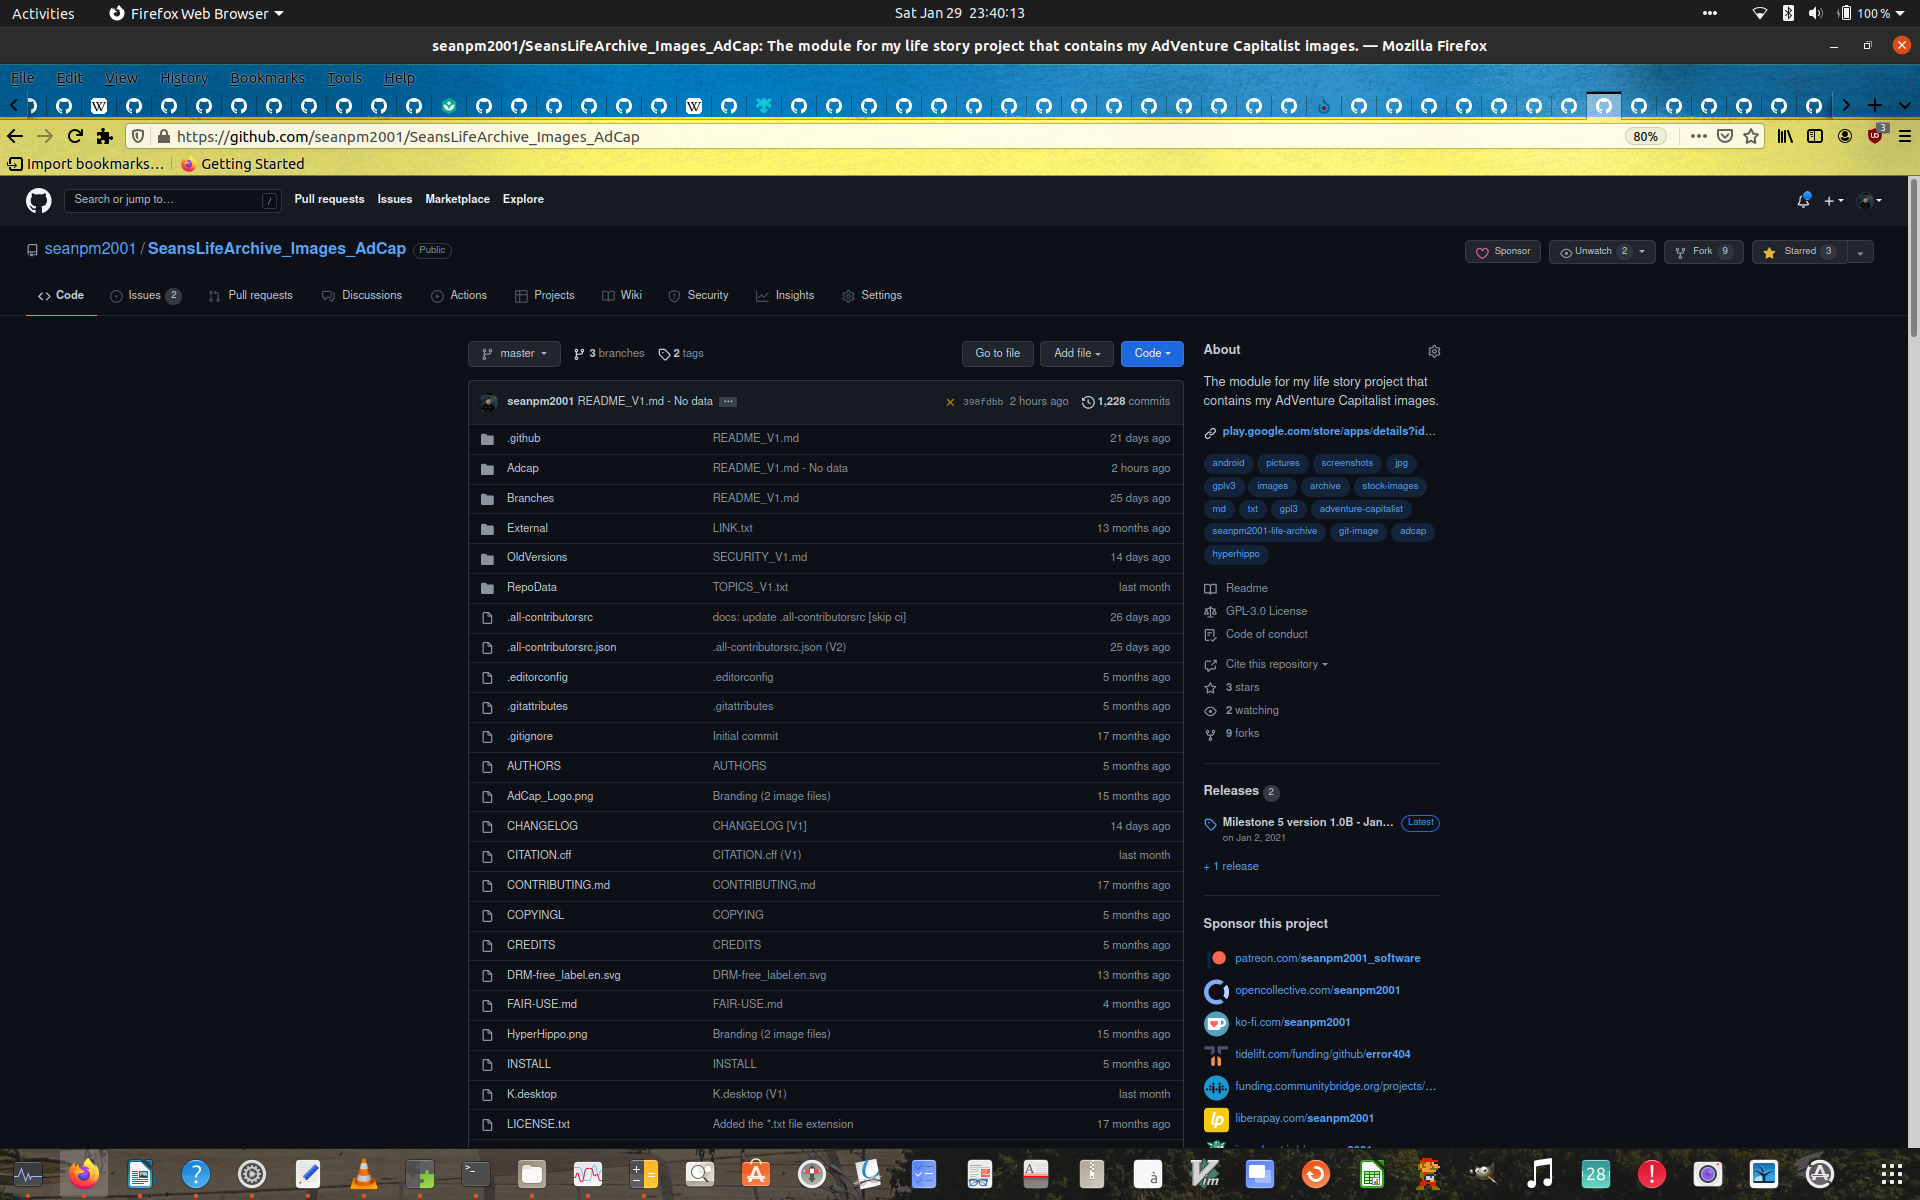 Activities Firefox Web Browser Sat Jan 29 23:40:13 100 %
seanpm2001/SeansLifeArchive_Images_AdCap: The module for my life story project that contains my AdVenture Capitalist images. — Mozilla Firefox
File Edit View History Bookmarks Tools Help
https://github.com/seanpm2001/SeansLifeArchive_Images_AdCap 80% 3
Import bookmarks... Getting Started
Search or jump to... / Pull requests Issues Marketplace Explore
seanpm2001 / SeansLifeArchive_Images_AdCap Public Sponsor Unwatch 2 Fork 9 Starred 3
Code Issues 2 Pull requests Discussions Actions Projects Wiki Security Insights Settings
master 3 branches 2 tags Go to file Add file Code
seanpm2001 README_V1.md - No data 398fdbb 2 hours ago 1,228 commits
.github README_V1.md 21 days ago
Adcap README_V1.md - No data 2 hours ago
Branches README_V1.md 25 days ago
External LINK.txt 13 months ago
OldVersions SECURITY_V1.md 14 days ago
RepoData TOPICS_V1.txt last month
.all-contributorsrc docs: update .all-contributorsrc [skip ci] 26 days ago
.all-contributorsrc.json .all-contributorsrc.json (V2) 25 days ago
.editorconfig .editorconfig 5 months ago
.gitattributes .gitattributes 5 months ago
.gitignore Initial commit 17 months ago
AUTHORS AUTHORS 5 months ago
AdCap_Logo.png Branding (2 image files) 15 months ago
CHANGELOG CHANGELOG [V1] 14 days ago
CITATION.cff CITATION.cff (V1) last month
CONTRIBUTING.md CONTRIBUTING,md 17 months ago
COPYINGL COPYING 5 months ago
CREDITS CREDITS 5 months ago
DRM-free_label.en.svg DRM-free_label.en.svg 13 months ago
FAIR-USE.md FAIR-USE.md 4 months ago
HyperHippo.png Branding (2 image files) 15 months ago
INSTALL INSTALL 5 months ago
K.desktop K.desktop (V1) last month
LICENSE.txt Added the *.txt file extension 17 months ago
About
The module for my life story project that
contains my AdVenture Capitalist images.
play.google.com/store/apps/details?id...
android pictures screenshots jpg
gplv3 images archive stock-images
md txt gpl3 adventure-capitalist
seanpm2001-life-archive git-image adcap
hyperhippo
Readme
GPL-3.0 License
Code of conduct
Cite this repository
3 stars
2 watching
9 forks
Releases 2
Milestone 5 version 1.0B - Jan... Latest
on Jan 2, 2021
+ 1 release
Sponsor this project
patreon.com/seanpm2001_software
opencollective.com/seanpm2001
ko-fi.com/seanpm2001
tidelift.com/funding/github/error404
funding.communitybridge.org/projects/...
liberapay.com/seanpm2001
28